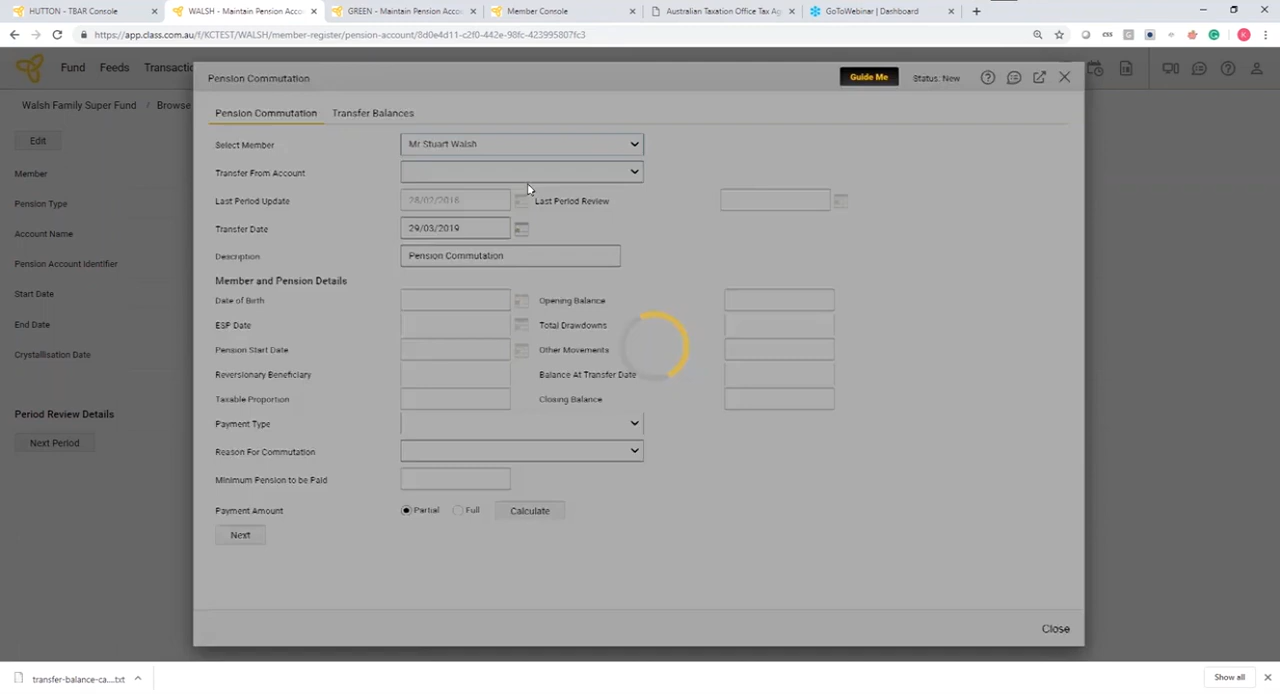 HUTTON - TBAR Console
WALSH - Maintain Pension Acco
GREEN - Maintain Pension Acco
Member Console
Australian Taxation Office Tax Ag
GoToWebinar | Dashboard
https://app.class.com.au/f/KCTEST/WALSH/member-register/pension-account/8d0e4d11-c2f0-442e-98fc-423995807fc3
CSS
K
Fund Feeds Transactio
Walsh Family Super Fund / Browse
Edit
Member
Pension Type
Account Name
Pension Account Identifier
Start Date
End Date
Crystallisation Date
Period Review Details
Next Period
Pension Commutation
Guide Me
Status: New
Pension Commutation Transfer Balances
Select Member Mr Stuart Walsh
Transfer From Account
Last Period Update 28/02/2018 Last Period Review
Transfer Date 29/03/2019
Description Pension Commutation
Member and Pension Details
Date of Birth Opening Balance
ESP Date Total Drawdowns
Pension Start Date Other Movements
Reversionary Beneficiary Balance At Transfer Date
Taxable Proportion Closing Balance
Payment Type
Reason For Commutation
Minimum Pension to be Paid
Payment Amount Partial Full Calculate
Next
Close
transfer-balance-ca....txt
Show all